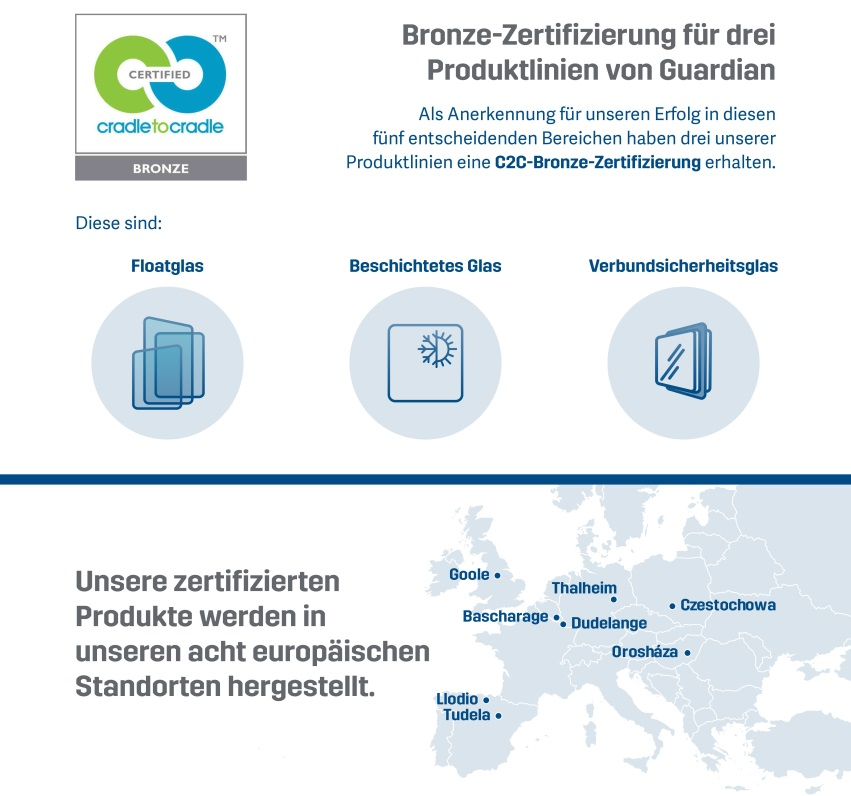 CERTIFIED
TM
cradletocradle
BRONZE
Bronze-Zertifizierung für drei
Produktlinien von Guardian
Als Anerkennung für unseren Erfolg in diesen
fünf entscheidenden Bereichen haben drei unserer
Produktlinien eine C2C-Bronze-Zertifizierung erhalten.
Diese sind:
Floatglas
Beschichtetes Glas
Verbundsicherheitsglas
Unsere zertifizierten
Produkte werden in
unseren acht europäischen
Standorten hergestellt.
Goole
Thalheim
Czestochowa
Bascharage
Dudelange
Orosháza
Llodio
Tudela